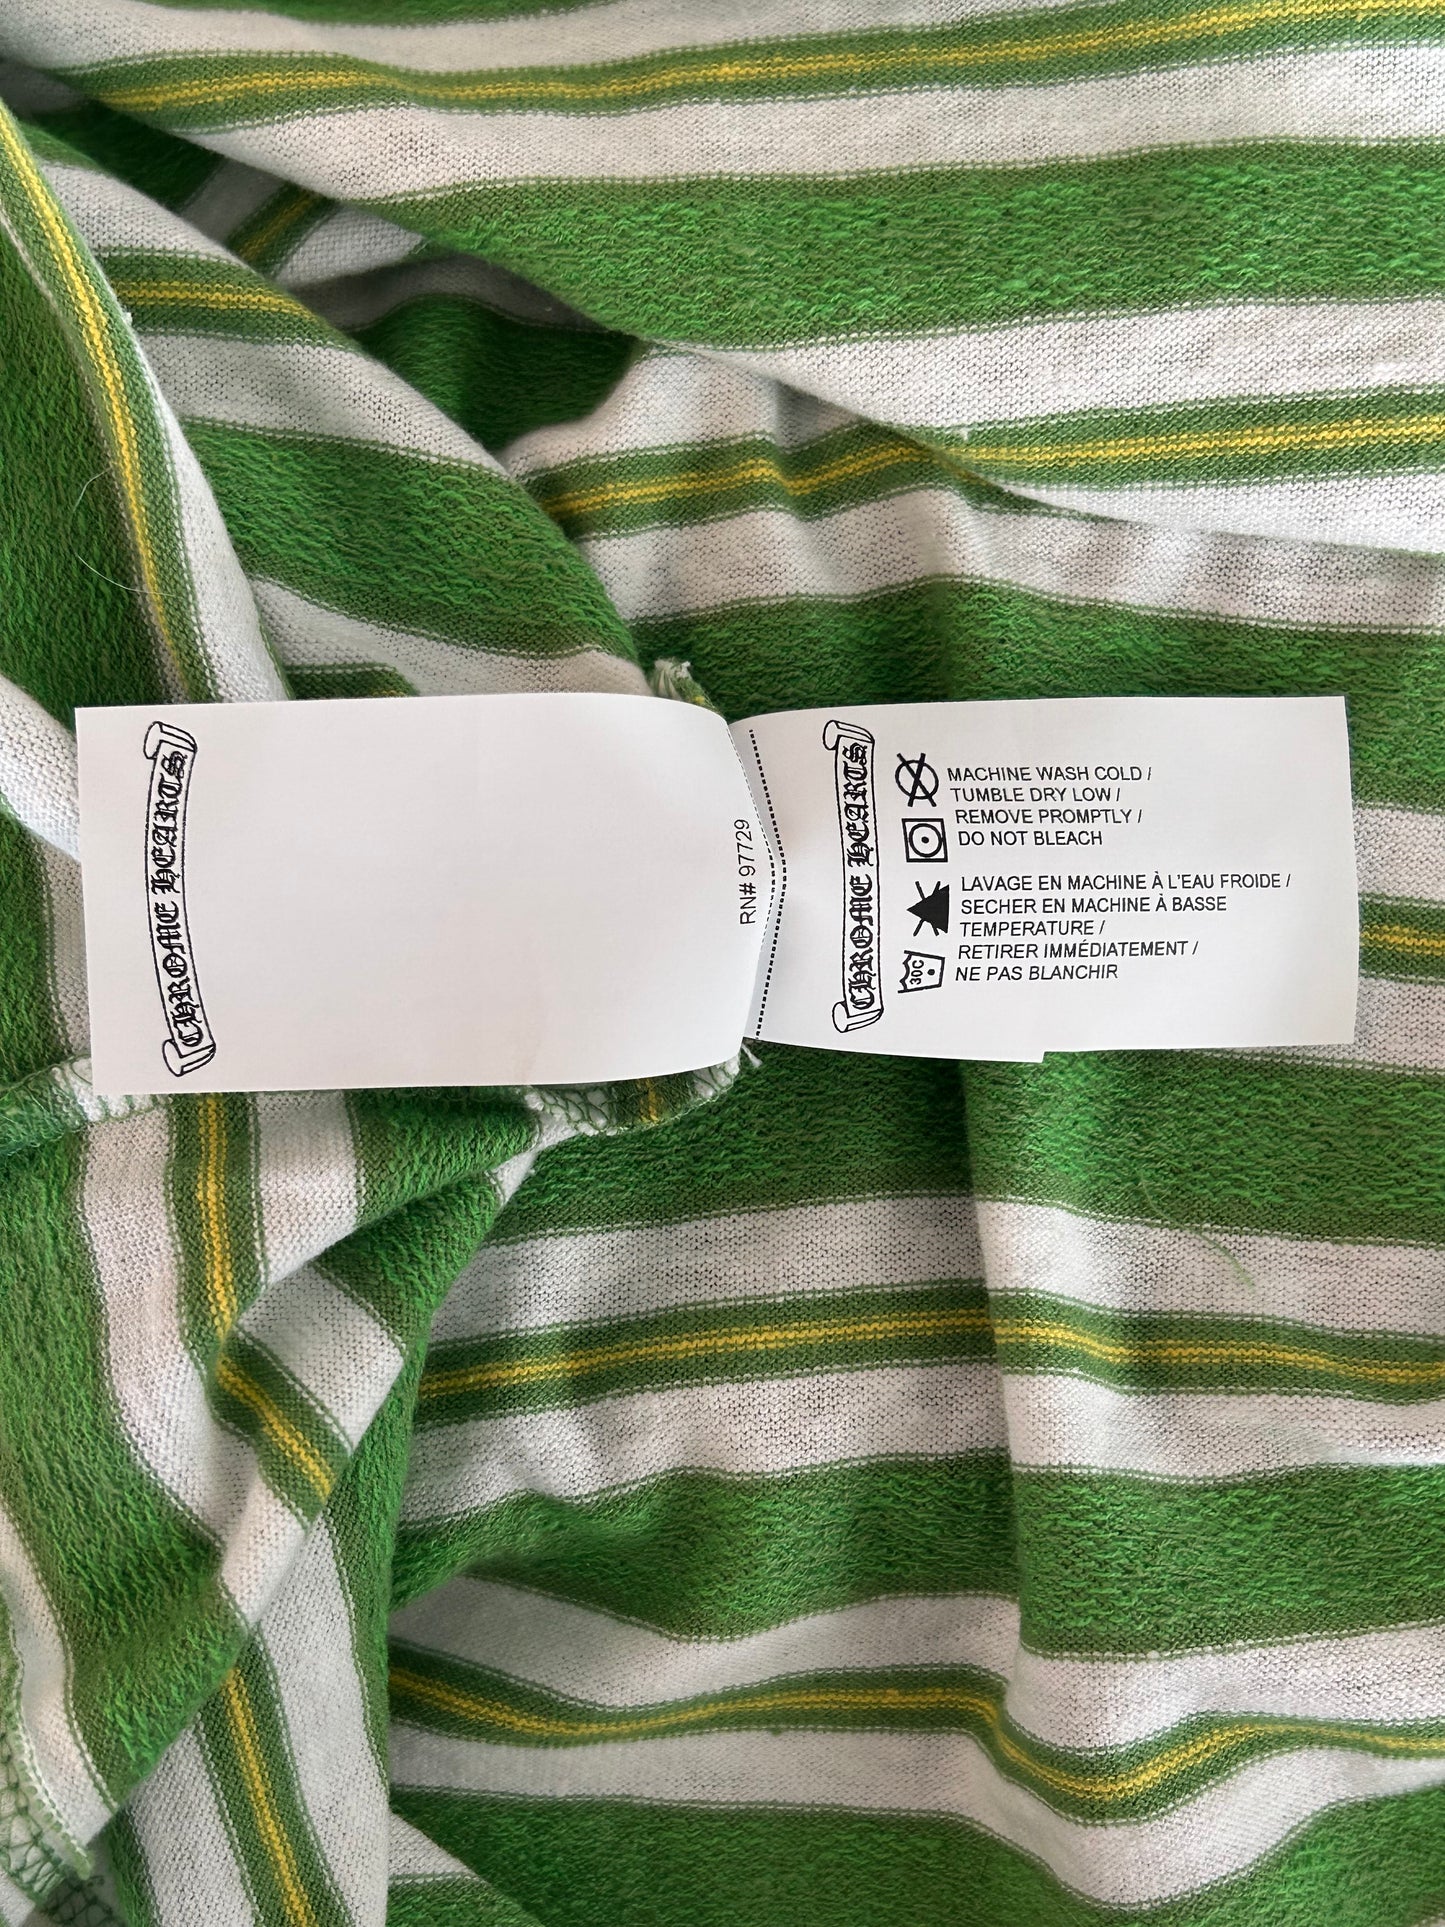 CHROME HEARTS
RN# 97729
CHROME HEARTS
MACHINE WASH COLD /
TUMBLE DRY LOW /
REMOVE PROMPTLY /
DO NOT BLEACH
LAVAGE EN MACHINE À L'EAU FROIDE /
SECHER EN MACHINE À BASSE
TEMPERATURE /
RETIRER IMMÉDIATEMENT /
NE PAS BLANCHIR
30C